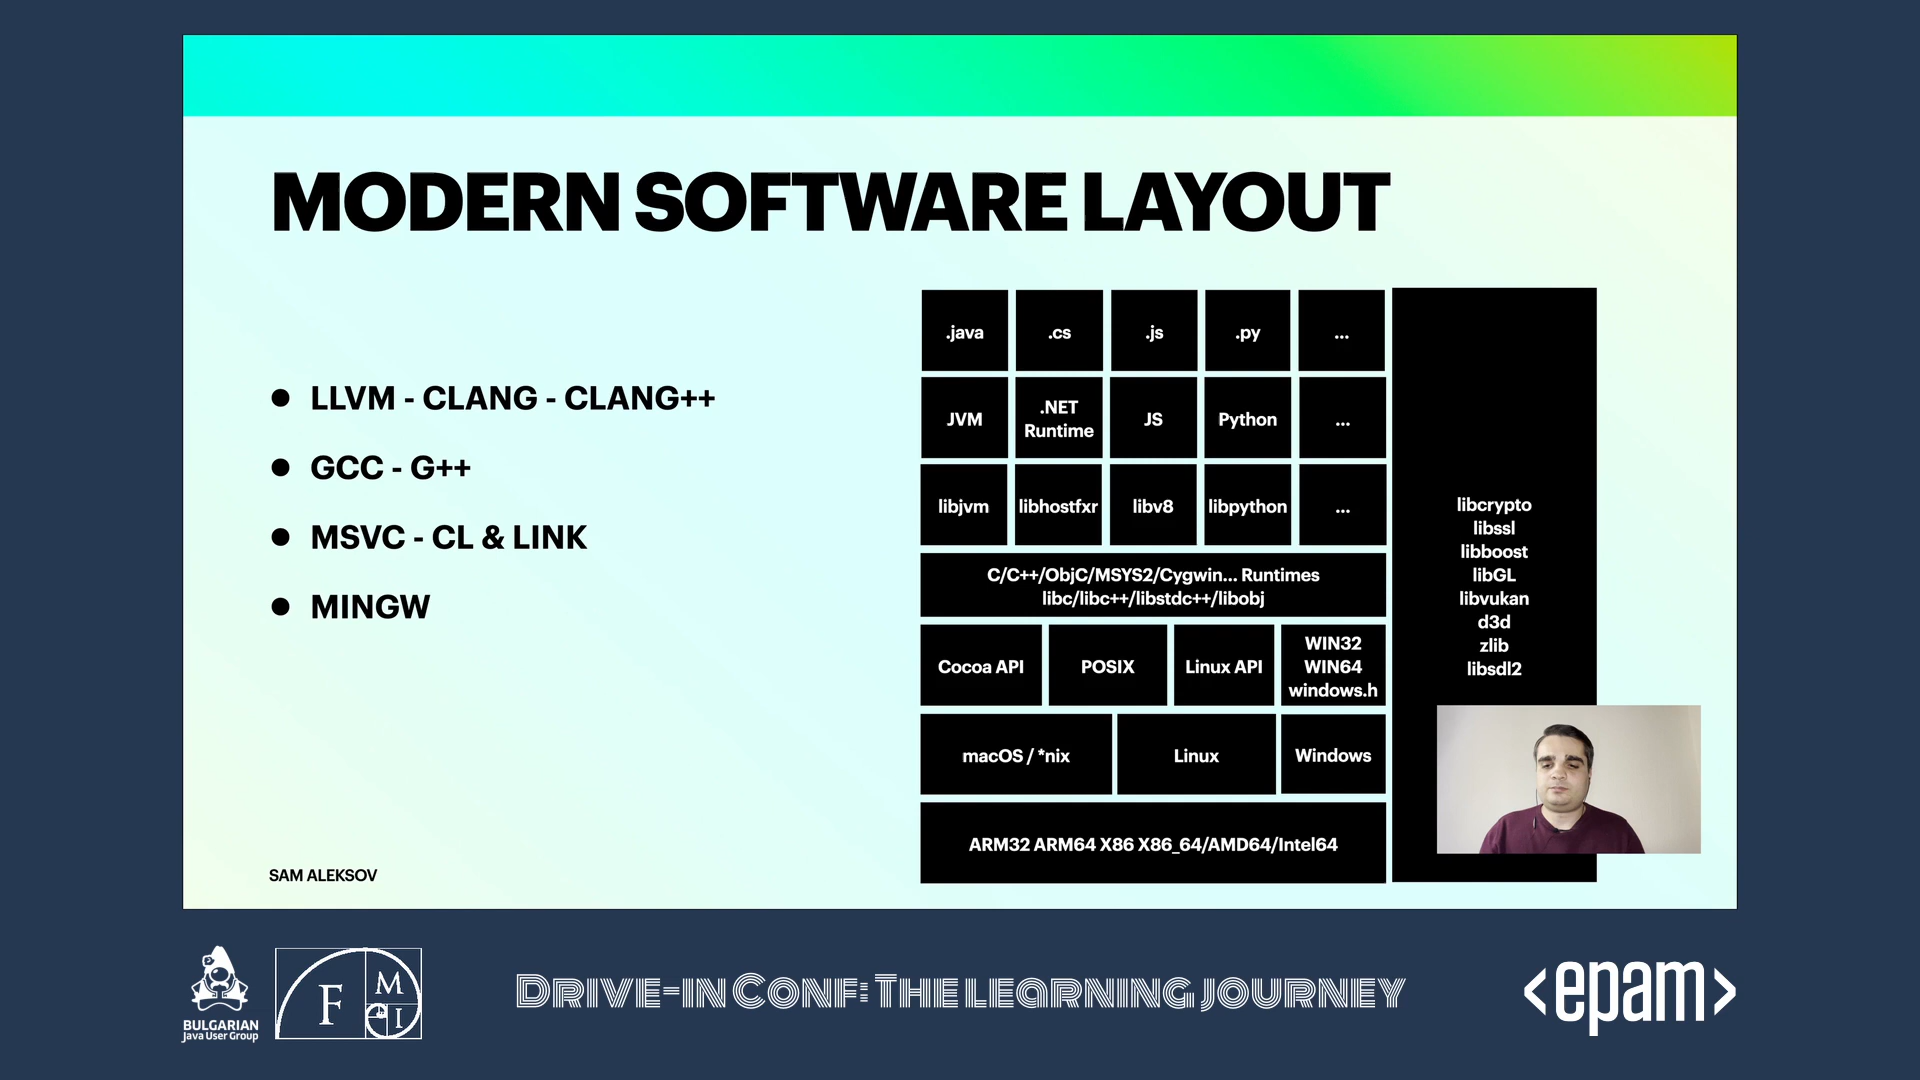 MODERN SOFTWARE LAYOUT
LLVM - CLANG - CLANG++
GCC - G++
MSVC - CL & LINK
MINGW
.java
.cs
.js
.py
...
JVM
.NET
Runtime
JS
Python
...
libjvm
libhostfxr
libv8
libpython
...
C/C++/ObjC/MSYS2/Cygwin... Runtimes
libc/libc++/libstdc++/libobj
Cocoa API
POSIX
Linux API
WIN32
WIN64
windows.h
macOS / *nix
Linux
Windows
ARM32 ARM64 X86 X86_64/AMD64/Intel64
libcrypto
libssl
libboost
libGL
libvukan
d3d
zlib
libsdl2
SAM ALEKSOV
BULGARIAN
Java User Group
F
M
I
DRIVE-IN CONF: THE LEARNING JOURNEY
<epam>